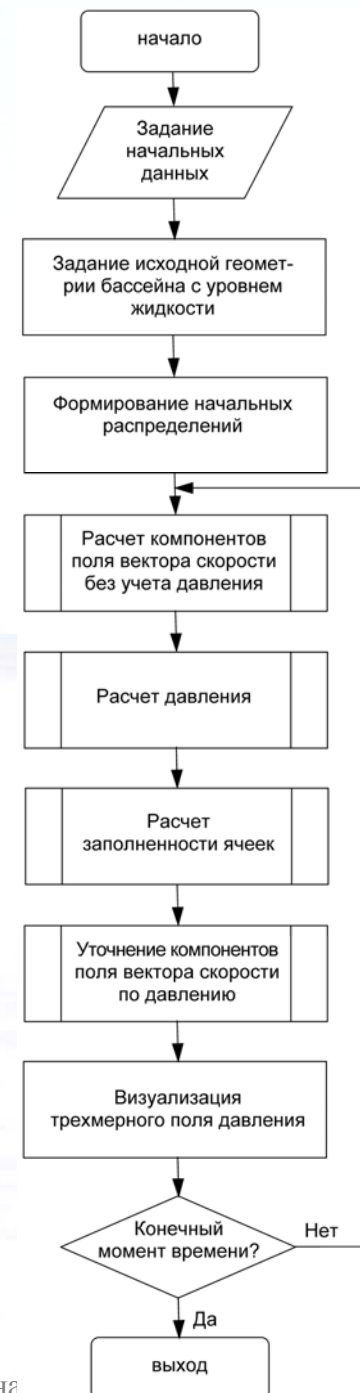 начало
Задание
начальных
данных
Задание исходной геомет-
рии бассейна с уровнем
жидкости
Формирование начальных
распределений
Расчет компонентов
поля вектора скорости
без учета давления
Расчет давления
Расчет
заполненности ячеек
Уточнение компонентов
поля вектора скорости
по давлению
Визуализация
трехмерного поля давления
Конечный
момент времени?
Нет
Да
выход